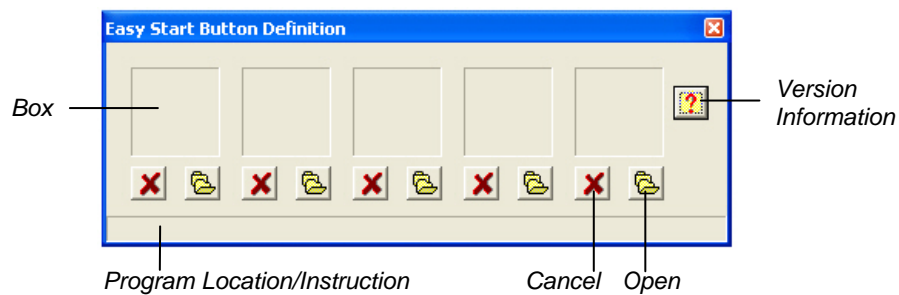 Easy Start Button Definition
Box
?
Version
Information
Program Location/Instruction
Cancel
Open